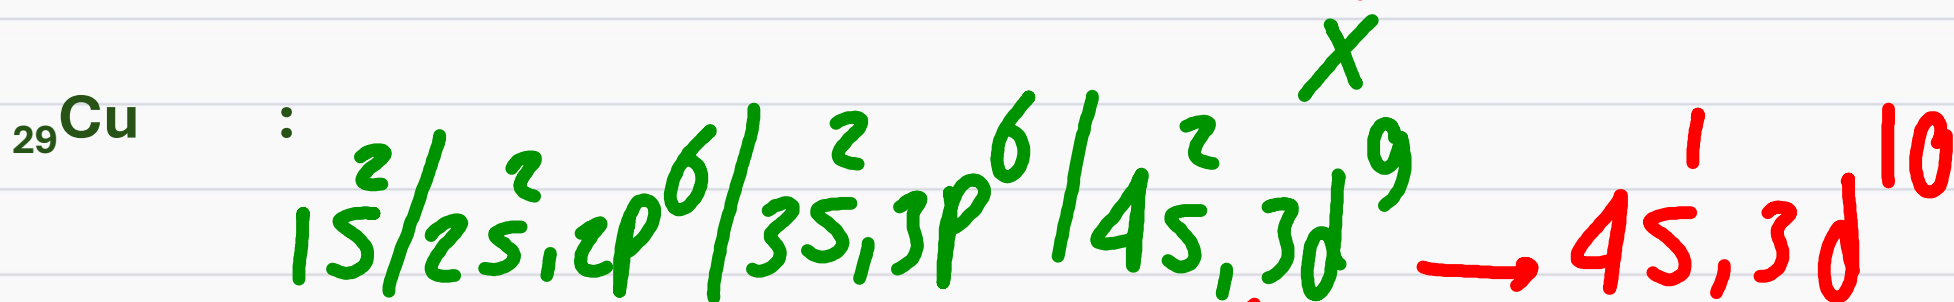 ₂₉Cu : 1s² / 2s², 2p⁶ / 3s², 3p⁶ / 4s², 3d⁹ X → 4s¹, 3d¹⁰